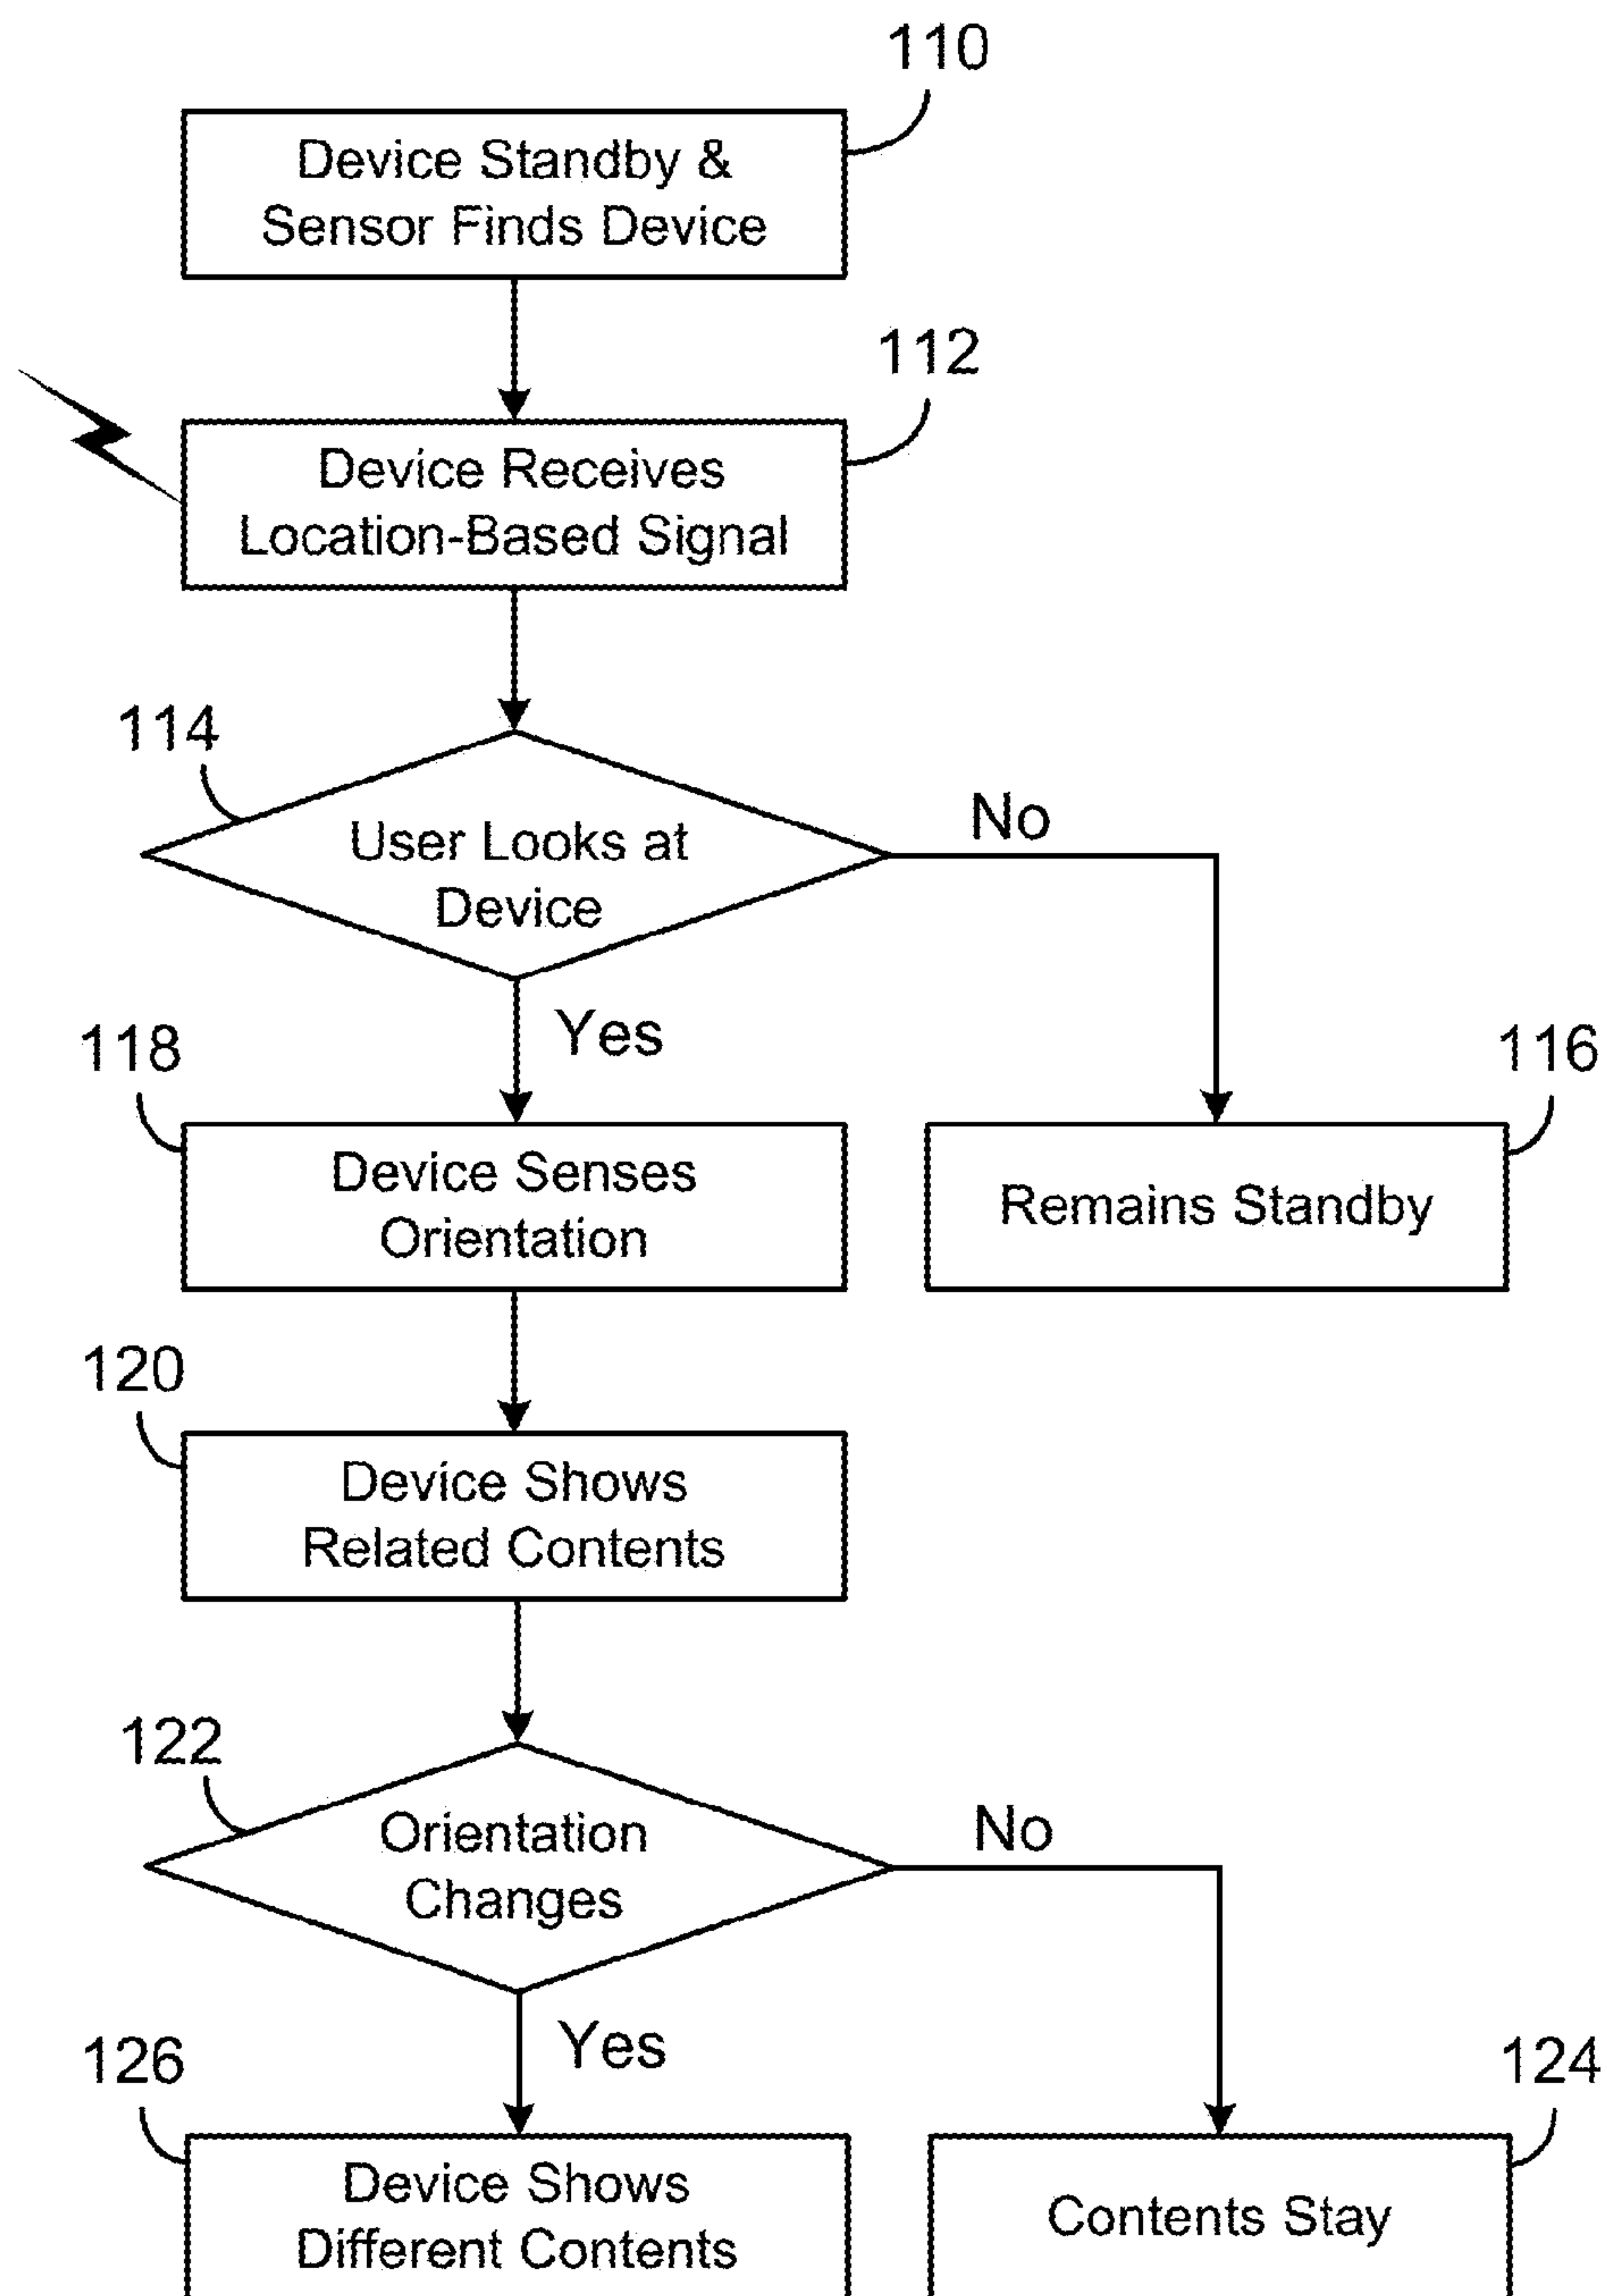 110
Device Standby &
Sensor Finds Device
112
Device Receives
Location-Based Signal
114
User Looks at
Device
No
Yes
118
116
Device Senses
Orientation
Remains Standby
120
Device Shows
Related Contents
122
Orientation
Changes
No
Yes
126
124
Device Shows
Different Contents
Contents Stay